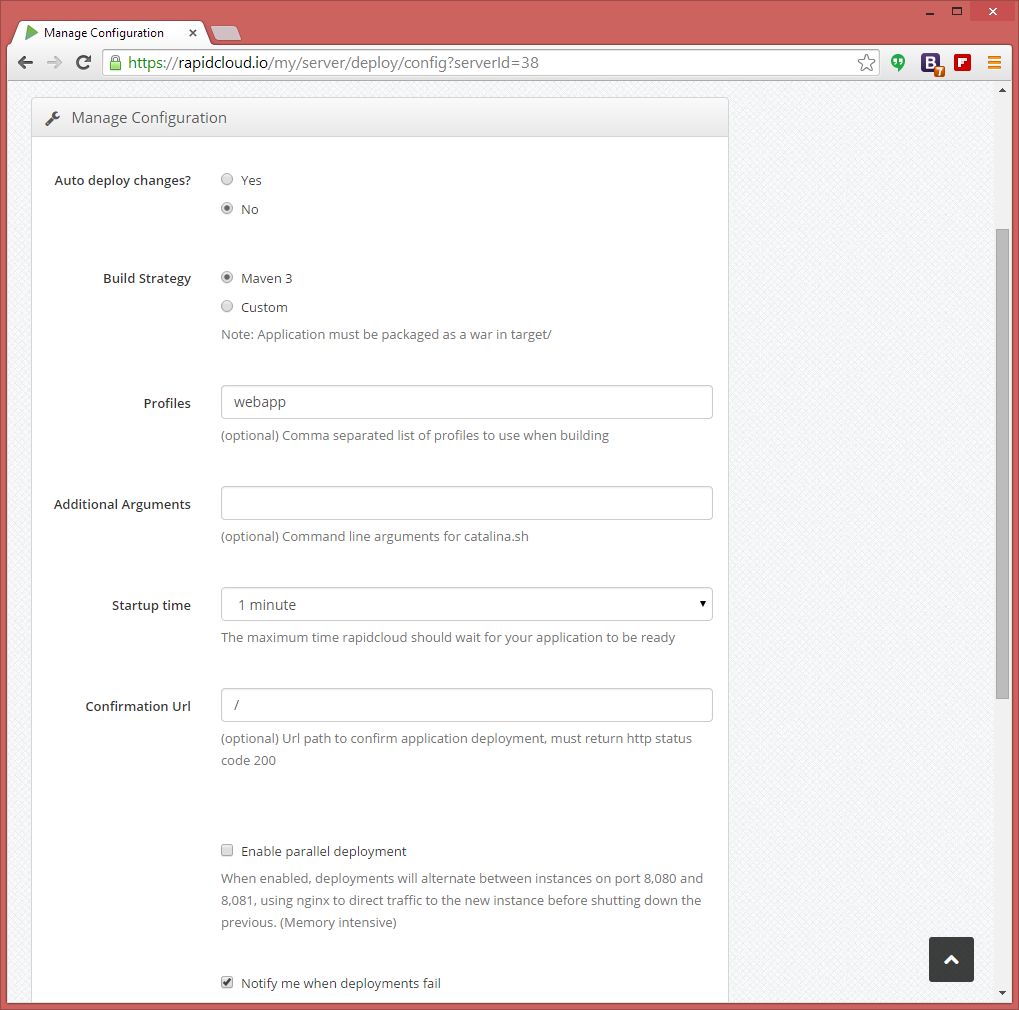 Manage Configuration
https://rapidcloud.io/my/server/deploy/config?serverId=38
B 7
Manage Configuration
Auto deploy changes?
Yes
No
Build Strategy
Maven 3
Custom
Note: Application must be packaged as a war in target/
Profiles
webapp
(optional) Comma separated list of profiles to use when building
Additional Arguments
(optional) Command line arguments for catalina.sh
Startup time
1 minute
The maximum time rapidcloud should wait for your application to be ready
Confirmation Url
/
(optional) Url path to confirm application deployment, must return http status
code 200
Enable parallel deployment
When enabled, deployments will alternate between instances on port 8,080 and
8,081, using nginx to direct traffic to the new instance before shutting down the
previous. (Memory intensive)
Notify me when deployments fail